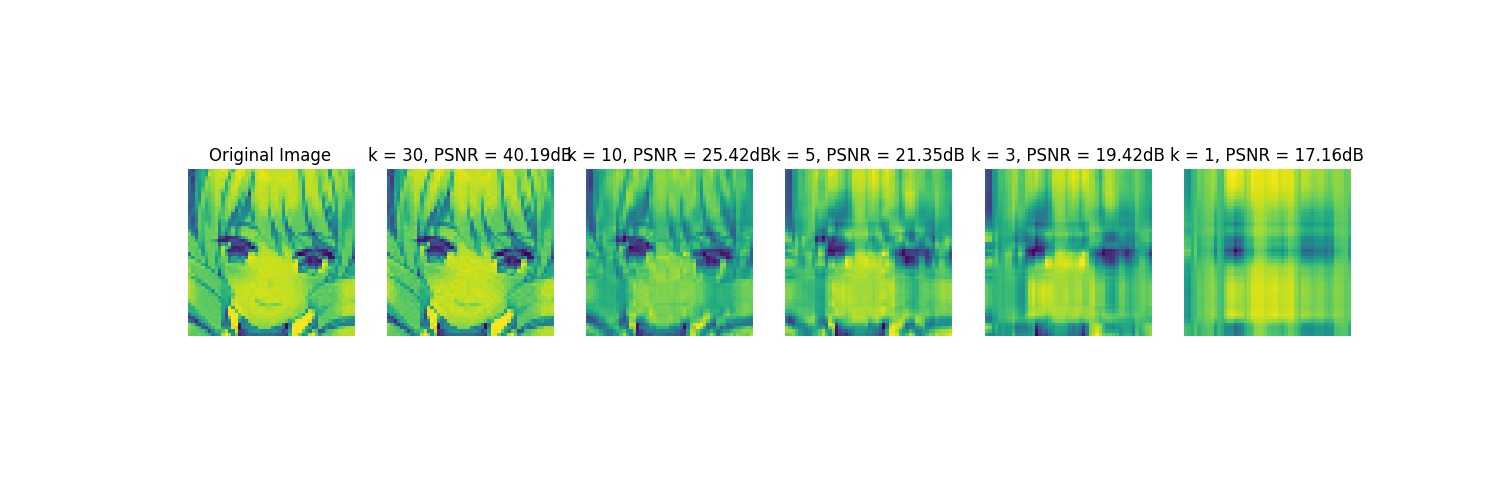 Original Image
k = 30, PSNR = 40.19dB
k = 10, PSNR = 25.42dB
k = 5, PSNR = 21.35dB
k = 3, PSNR = 19.42dB
k = 1, PSNR = 17.16dB